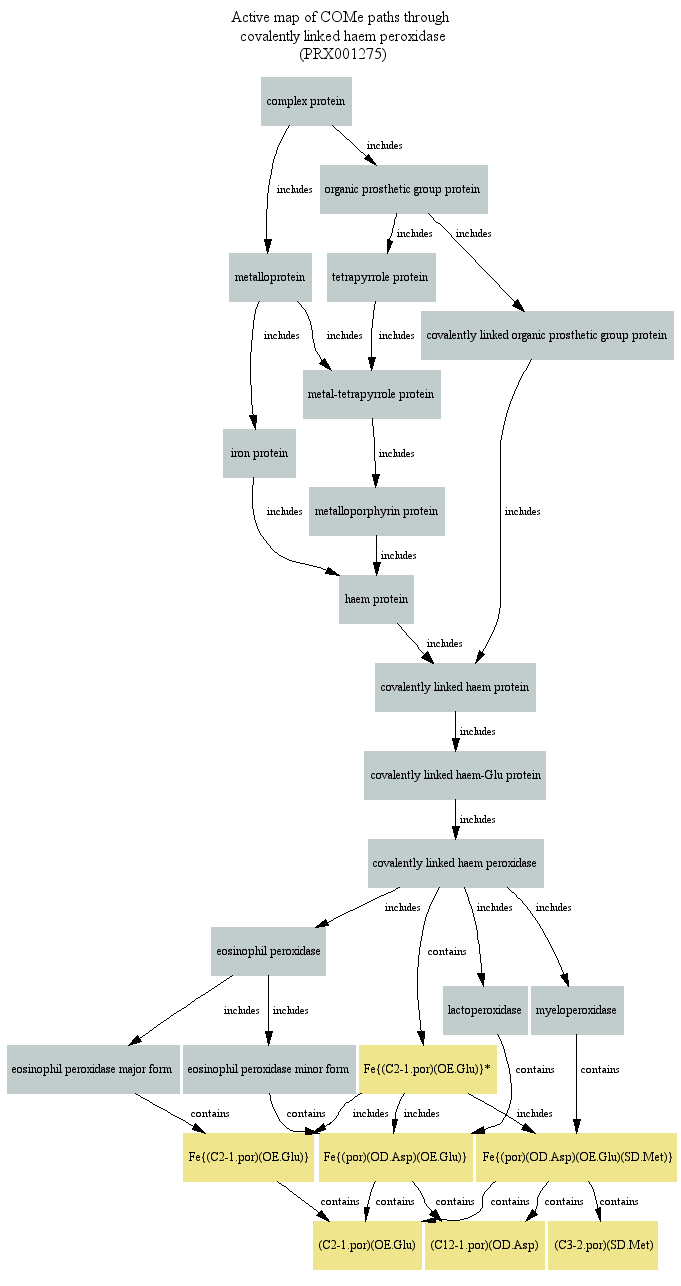 Active map of COMe paths through
covalently linked haem peroxidase
(PRX001275)
complex protein
includes
organic prosthetic group protein
includes
includes
includes
metalloprotein
tetrapyrrole protein
covalently linked organic prosthetic group protein
includes
includes
includes
metal-tetrapyrrole protein
iron protein
includes
metalloporphyrin protein
includes
includes
includes
haem protein
includes
covalently linked haem protein
includes
covalently linked haem-Glu protein
includes
covalently linked haem peroxidase
includes
includes
includes
eosinophil peroxidase
contains
lactoperoxidase
myeloperoxidase
includes
includes
eosinophil peroxidase major form
eosinophil peroxidase minor form
Fe{(C2-1.por)(OE.Glu)}*
contains
contains
contains
contains
includes
includes
includes
Fe{(C2-1.por)(OE.Glu)}
Fe{(por)(OD.Asp)(OE.Glu)}
Fe{(por)(OD.Asp)(OE.Glu)(SD.Met)}
contains
contains
contains
contains
contains
contains
(C2-1.por)(OE.Glu)
(C12-1.por)(OD.Asp)
(C3-2.por)(SD.Met)